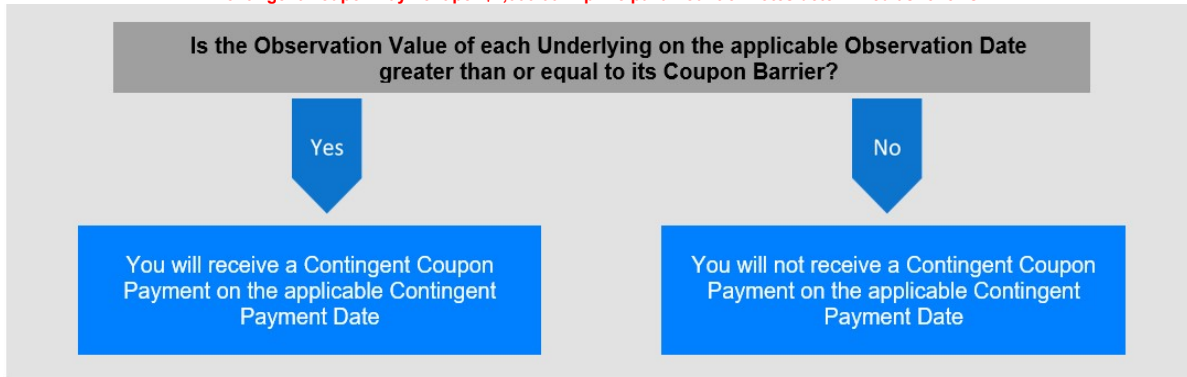 Is the Observation Value of each Underlying on the applicable Observation Date
greater than or equal to its Coupon Barrier?
Yes
No
You will receive a Contingent Coupon
Payment on the applicable Contingent
Payment Date
You will not receive a Contingent Coupon
Payment on the applicable Contingent
Payment Date